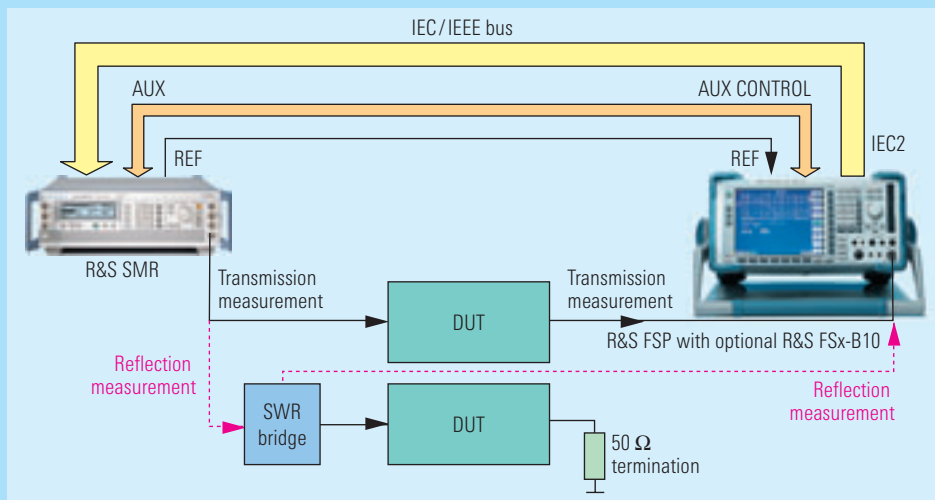 IEC / IEEE bus
AUX
AUX CONTROL
REF
REF
IEC2
R&S SMR
Transmission
measurement
DUT
Transmission
measurement
R&S FSP with optional R&S FSx-B10
Reflection
measurement
SWR
bridge
DUT
50 Ω
termination
Reflection
measurement